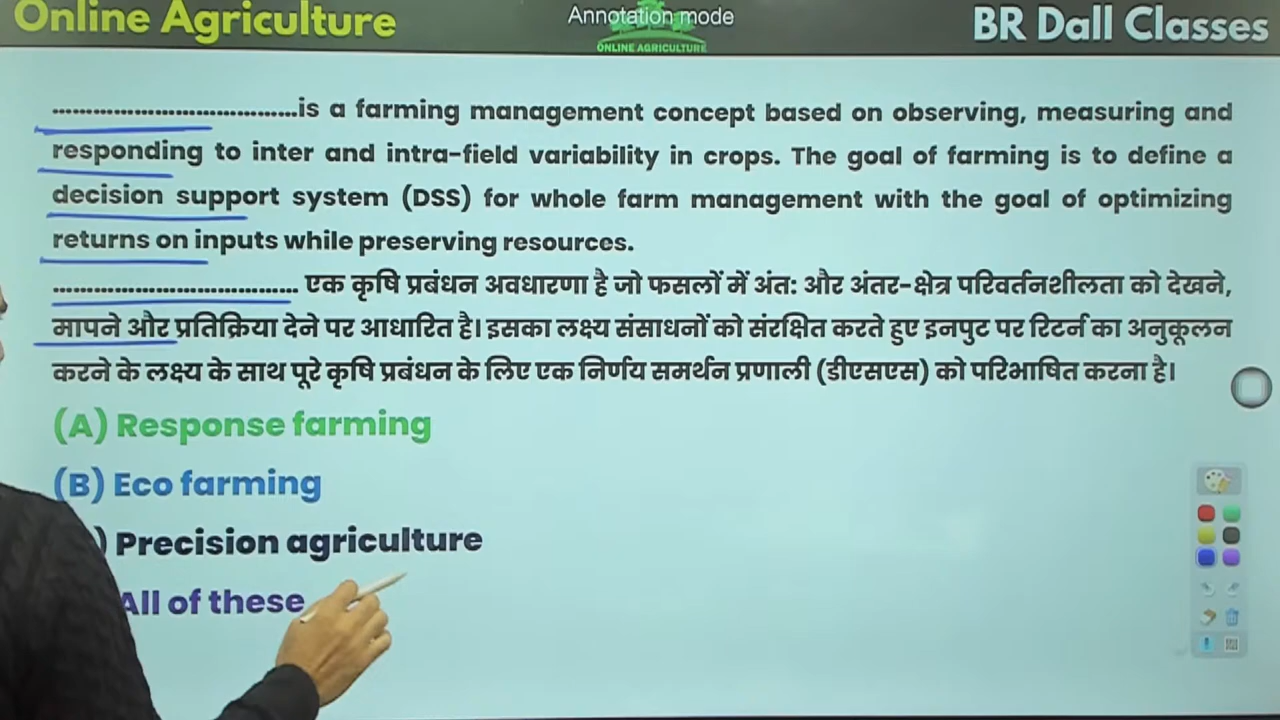 Online Agriculture
Annotation mode
ONLINE AGRICULTURE
BR Dall Classes
....................................is a farming management concept based on observing, measuring and
responding to inter and intra-field variability in crops. The goal of farming is to define a
decision support system (DSS) for whole farm management with the goal of optimizing
returns on inputs while preserving resources.
.................................... एक कृषि प्रबंधन अवधारणा है जो फसलों में अंत: और अंतर-क्षेत्र परिवर्तनशीलता को देखने,
मापने और प्रतिक्रिया देने पर आधारित है। इसका लक्ष्य संसाधनों को संरक्षित करते हुए इनपुट पर रिटर्न का अनुकूलन
करने के लक्ष्य के साथ पूरे कृषि प्रबंधन के लिए एक निर्णय समर्थन प्रणाली (डीएसएस) को परिभाषित करना है।
(A) Response farming
(B) Eco farming
) Precision agriculture
All of these